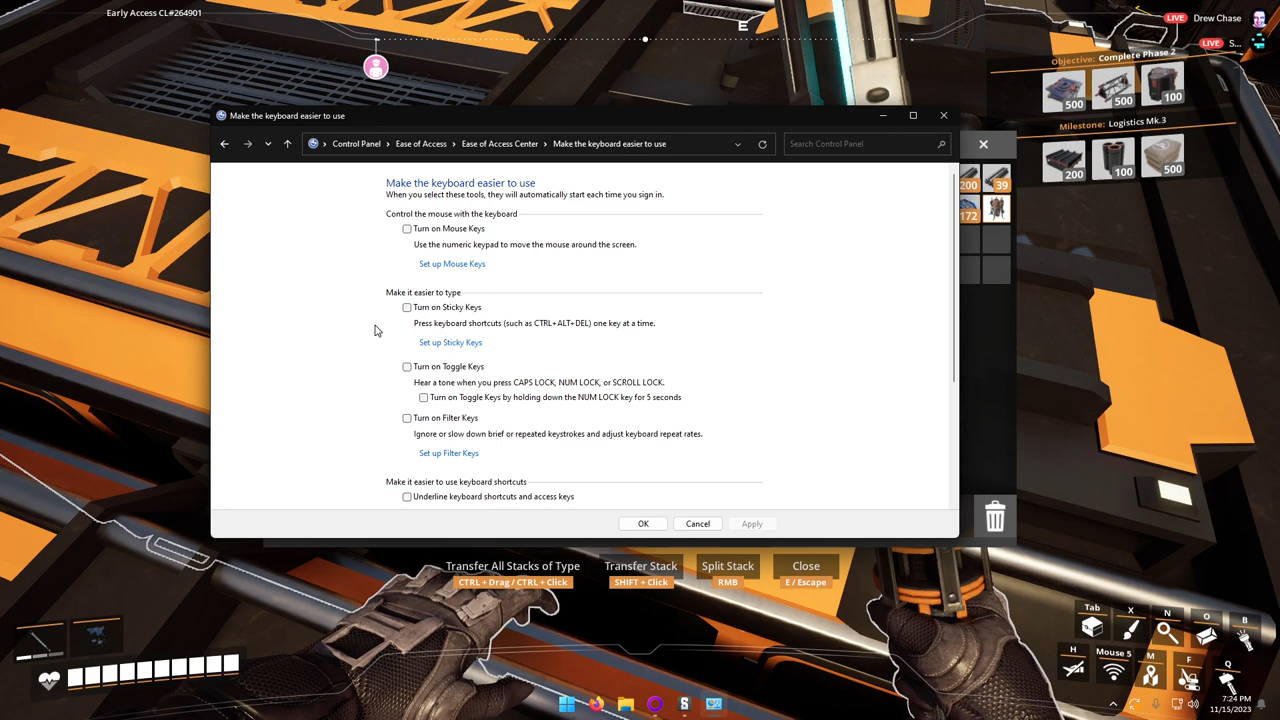 Early Access CL#264901
E
LIVE Drew Chase
LIVE S...
Objective: Complete Phase 2
500 500 100
Milestone: Logistics Mk.3
200 100 500
Make the keyboard easier to use
Control Panel > Ease of Access > Ease of Access Center > Make the keyboard easier to use
Search Control Panel
200 39
172
Make the keyboard easier to use
When you select these tools, they will automatically start each time you sign in.
Control the mouse with the keyboard
Turn on Mouse Keys
Use the numeric keypad to move the mouse around the screen.
Set up Mouse Keys
Make it easier to type
Turn on Sticky Keys
Press keyboard shortcuts (such as CTRL+ALT+DEL) one key at a time.
Set up Sticky Keys
Turn on Toggle Keys
Hear a tone when you press CAPS LOCK, NUM LOCK, or SCROLL LOCK.
Turn on Toggle Keys by holding down the NUM LOCK key for 5 seconds
Turn on Filter Keys
Ignore or slow down brief or repeated keystrokes and adjust keyboard repeat rates.
Set up Filter Keys
Make it easier to use keyboard shortcuts
Underline keyboard shortcuts and access keys
OK Cancel Apply
Transfer All Stacks of Type Transfer Stack Split Stack Close
CTRL + Drag / CTRL + Click SHIFT + Click RMB E / Escape
Tab X N O B
H Mouse 5 M F Q
7:24 PM
11/15/2023